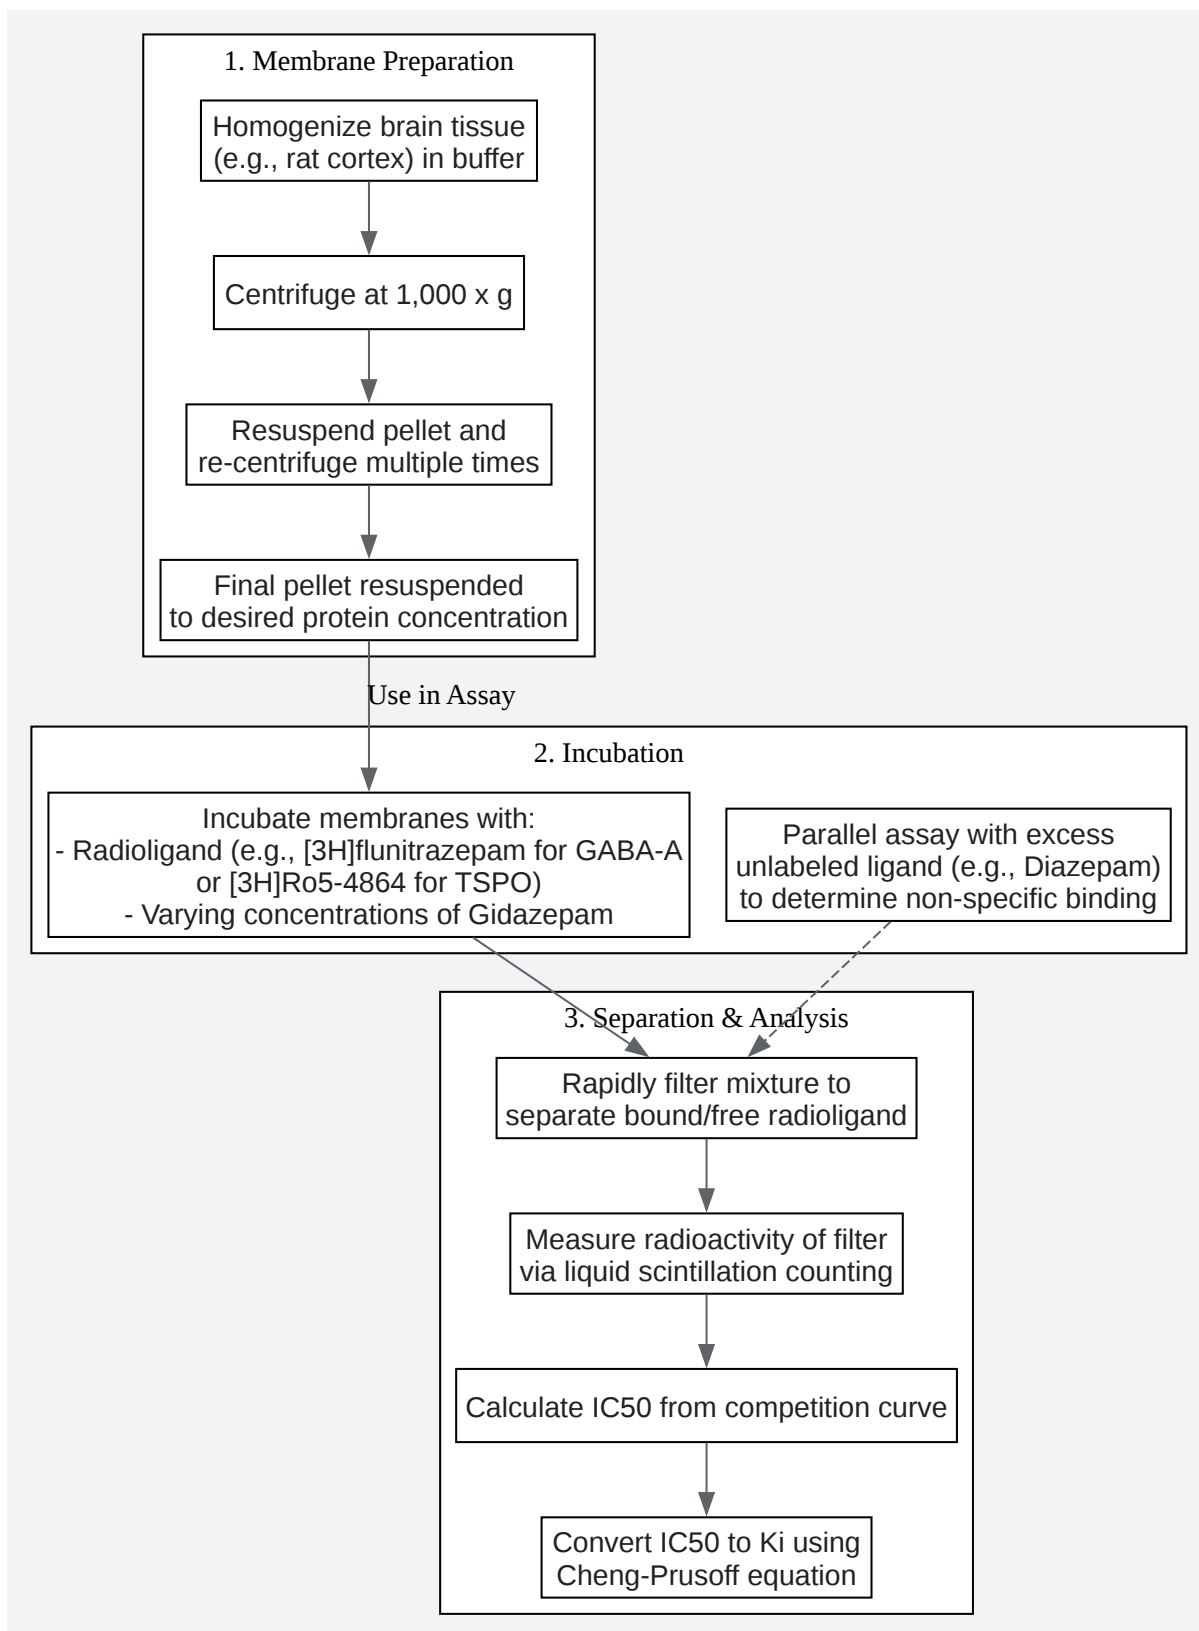 1. Membrane Preparation
Homogenize brain tissue
(e.g., rat cortex) in buffer
Centrifuge at 1,000 x g
Resuspend pellet and
re-centrifuge multiple times
Final pellet resuspended
to desired protein concentration
Use in Assay
2. Incubation
Incubate membranes with:
- Radioligand (e.g., [3H]flunitrazepam for GABA-A
or [3H]Ro5-4864 for TSPO)
- Varying concentrations of Gidazepam
Parallel assay with excess
unlabeled ligand (e.g., Diazepam)
to determine non-specific binding
3. Separation & Analysis
Rapidly filter mixture to
separate bound/free radioligand
Measure radioactivity of filter
via liquid scintillation counting
Calculate IC50 from competition curve
Convert IC50 to Ki using
Cheng-Prusoff equation